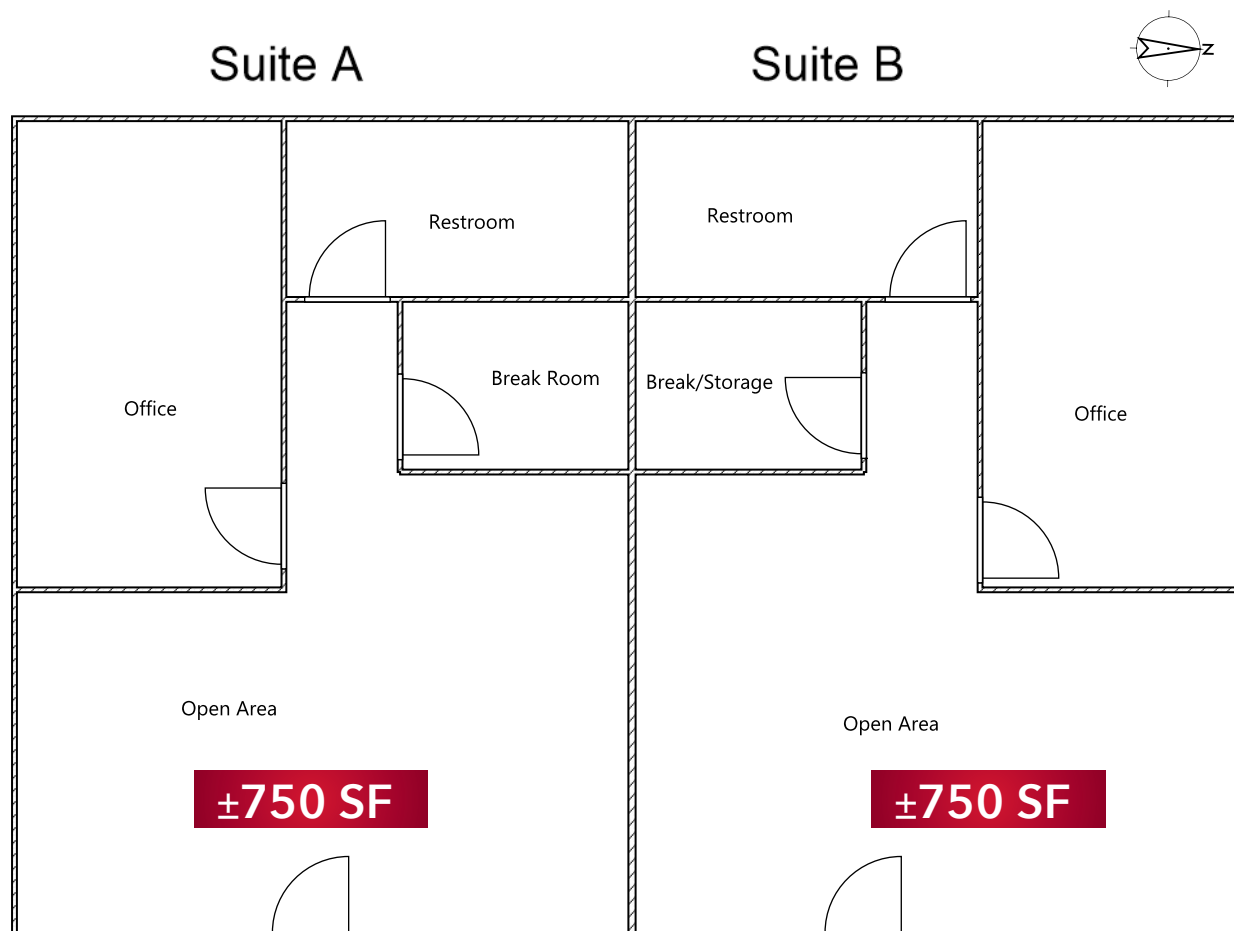 Suite A
Suite B
N
Restroom
Restroom
Break Room
Break/Storage
Office
Office
Open Area
Open Area
±750 SF
±750 SF